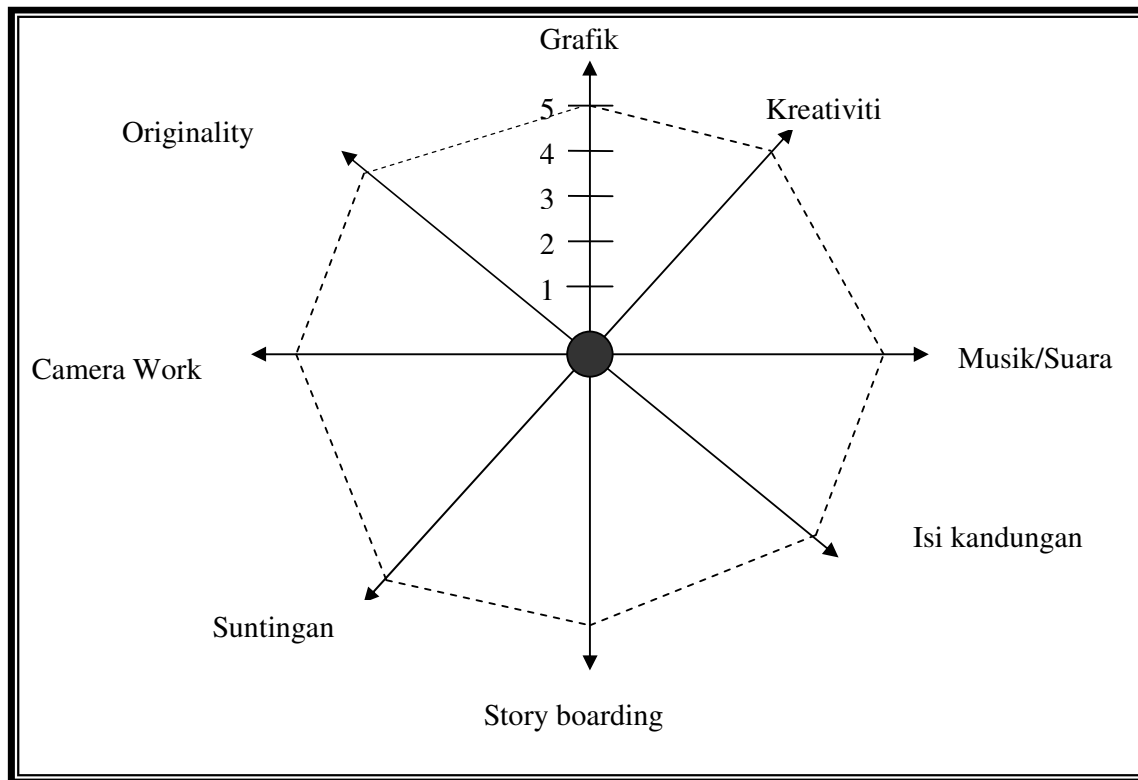 Grafik
5
Kreativiti
Originality
4
3
2
1
Camera Work
Musik/Suara
Isi kandungan
Suntingan
Story boarding